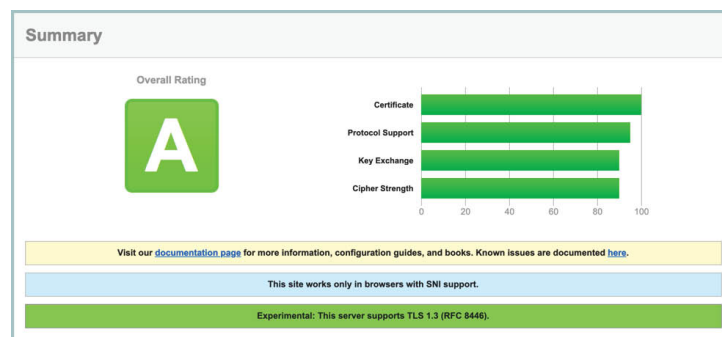 Summary
Overall Rating
A
Certificate
Protocol Support
Key Exchange
Cipher Strength
0 20 40 60 80 100
Visit our documentation page for more information, configuration guides, and books. Known issues are documented here.
This site works only in browsers with SNI support.
Experimental: This server supports TLS 1.3 (RFC 8446).